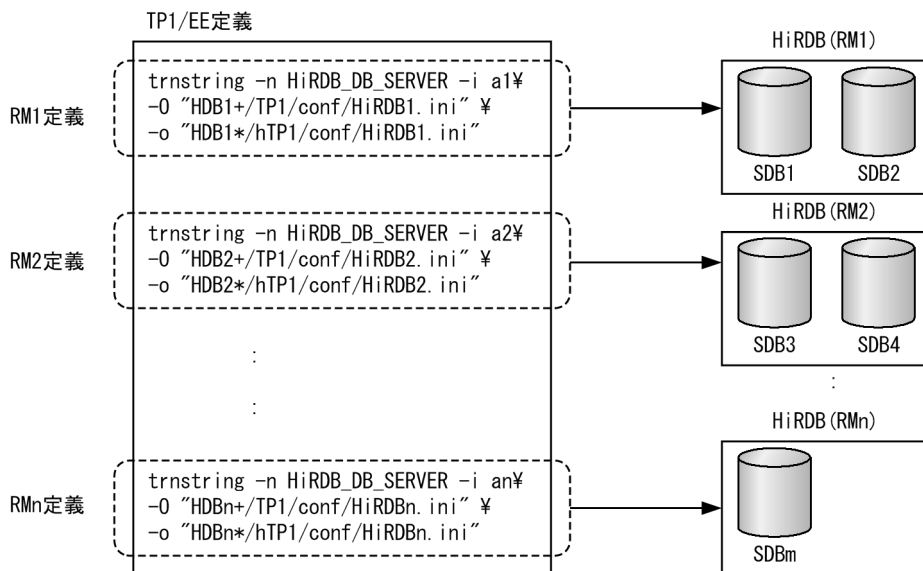 TP1/EE定義
RM1定義
trnstring -n HiRDB_DB_SERVER -i a1¥
-O "HDB1+/TP1/conf/HiRDB1.ini" ¥
-o "HDB1*/hTP1/conf/HiRDB1.ini"
HiRDB(RM1)
SDB1
SDB2
RM2定義
trnstring -n HiRDB_DB_SERVER -i a2¥
-O "HDB2+/TP1/conf/HiRDB2.ini" ¥
-o "HDB2*/hTP1/conf/HiRDB2.ini"
HiRDB(RM2)
SDB3
SDB4
:
:
:
RMn定義
trnstring -n HiRDB_DB_SERVER -i an¥
-O "HDBn+/TP1/conf/HiRDBn.ini" ¥
-o "HDBn*/hTP1/conf/HiRDBn.ini"
HiRDB(RMn)
SDBm